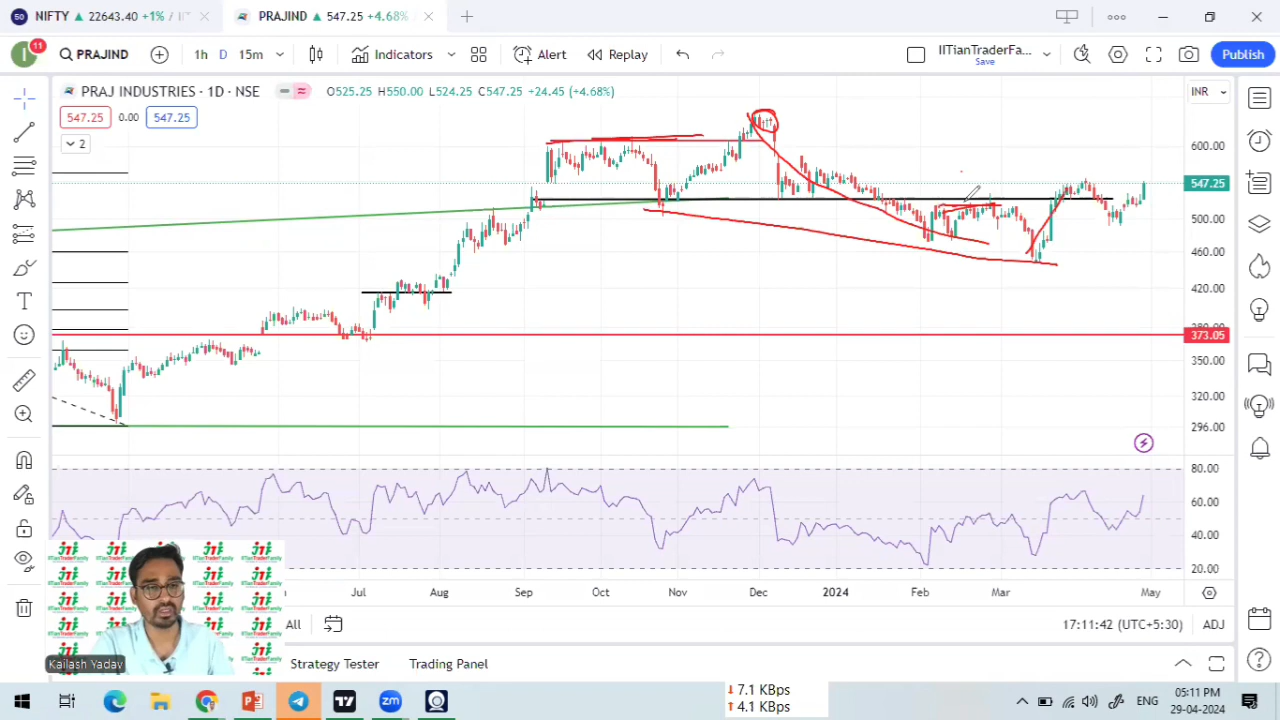 50 NIFTY ▲ 22643.40 +1% / IIT
PRAJIND ▲ 547.25 +4.68%
11
I PRAJIND 1h D 15m Indicators Alert Replay IITianTraderFa... Save Publish
PRAJ INDUSTRIES · 1D · NSE O525.25 H550.00 L524.25 C547.25 +24.45 (+4.68%) INR
547.25 0.00 547.25
2
600.00
547.25
500.00
460.00
420.00
373.05
350.00
320.00
296.00
80.00
60.00
40.00
20.00
Jul Aug Sep Oct Nov Dec 2024 Feb Mar May
All 17:11:42 (UTC+5:30) ADJ
IITianTraderFamily
Kailash Yadav
Strategy Tester Trading Panel
7.1 KBps
4.1 KBps
ENG
05:11 PM
29-04-2024